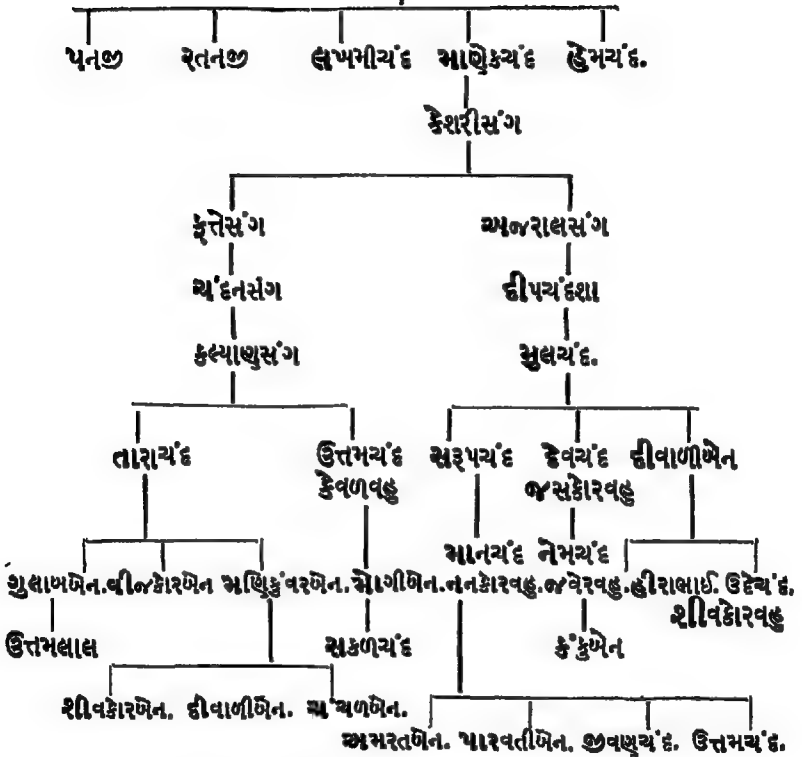 પનજી રતનજી લખમીચંદ માણેકચંદ હેમચંદ.
કેશરીસંગ
ફત્તેસંગ અજરાલસંગ
ચંદનસંગ દીપચંદશા
કલ્યાણસંગ મુલચંદ.
તારાચંદ ઉત્તમચંદ સરૂપચંદ દેવચંદ દીવાળીબેન
કેવળવહુ જસકોરવહુ
માનચંદ નેમચંદ
ગુલાબબેન. વીજકોરબેન મણિકુંવરબેન. મોગીબેન. નનકોરવહુ. જવેરવહુ. હીરાભાઈ. ઉદેચંદ.
શીવકોરવહુ
ઉત્તમલાલ સકળચંદ કંકુબેન
શીવકોરબેન. દીવાળીબેન. ચંચળબેન.
અમરતબેન. પારવતીબેન. જીવણચંદ. ઉત્તમચંદ.